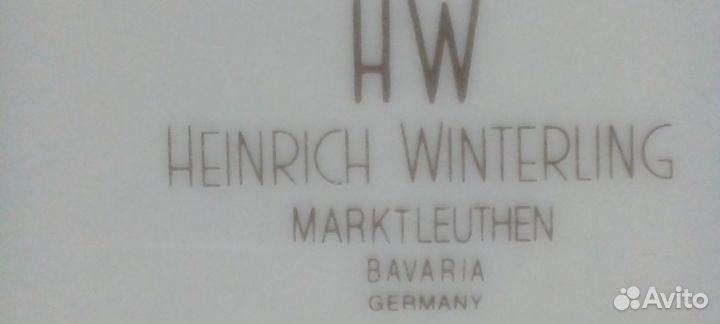 HW
HEINRICH WINTERLING
MARKTLEUTHEN
BAVARIA
GERMANY
Avito